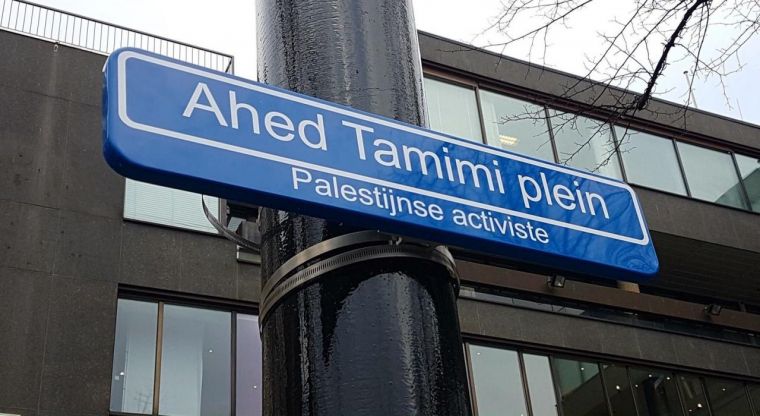 Ahed Tamimi plein
Palestijnse activiste